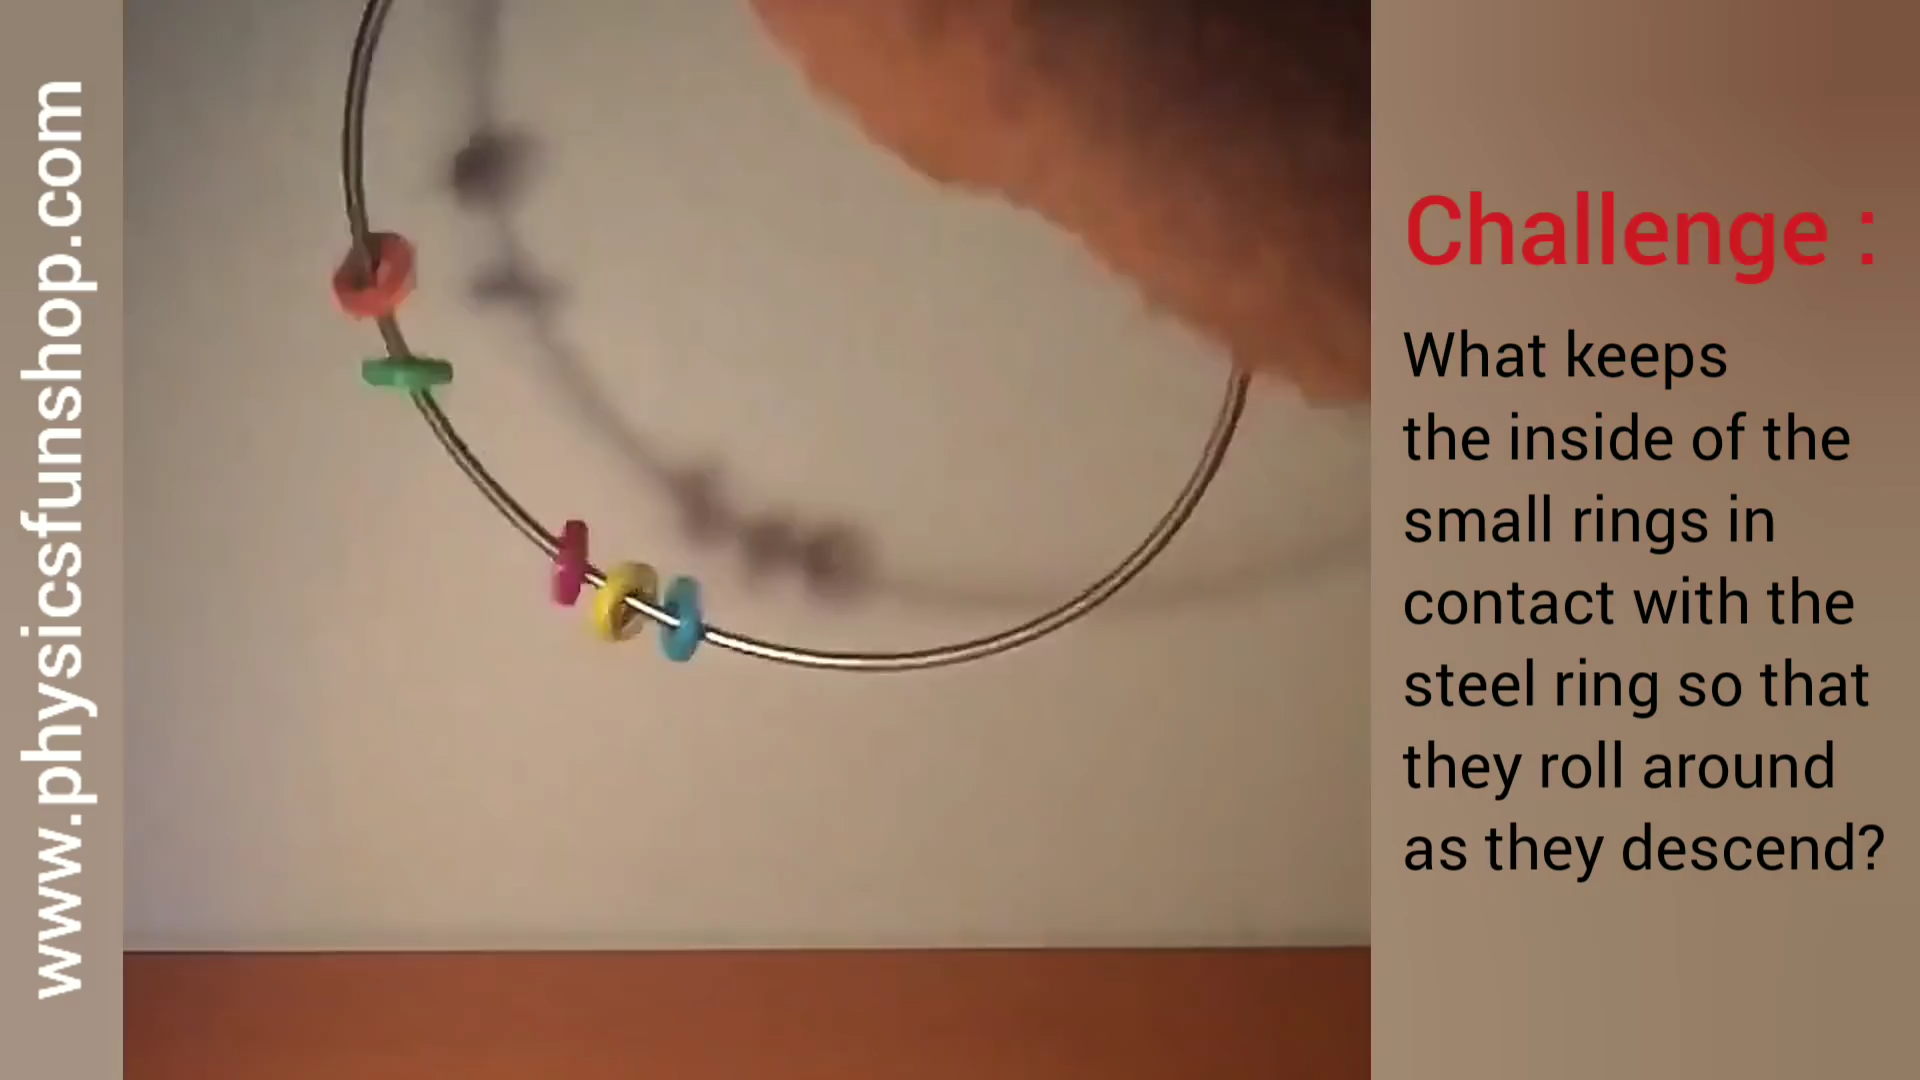 www.physicsfunshop.com
Challenge :
What keeps
the inside of the
small rings in
contact with the
steel ring so that
they roll around
as they descend?